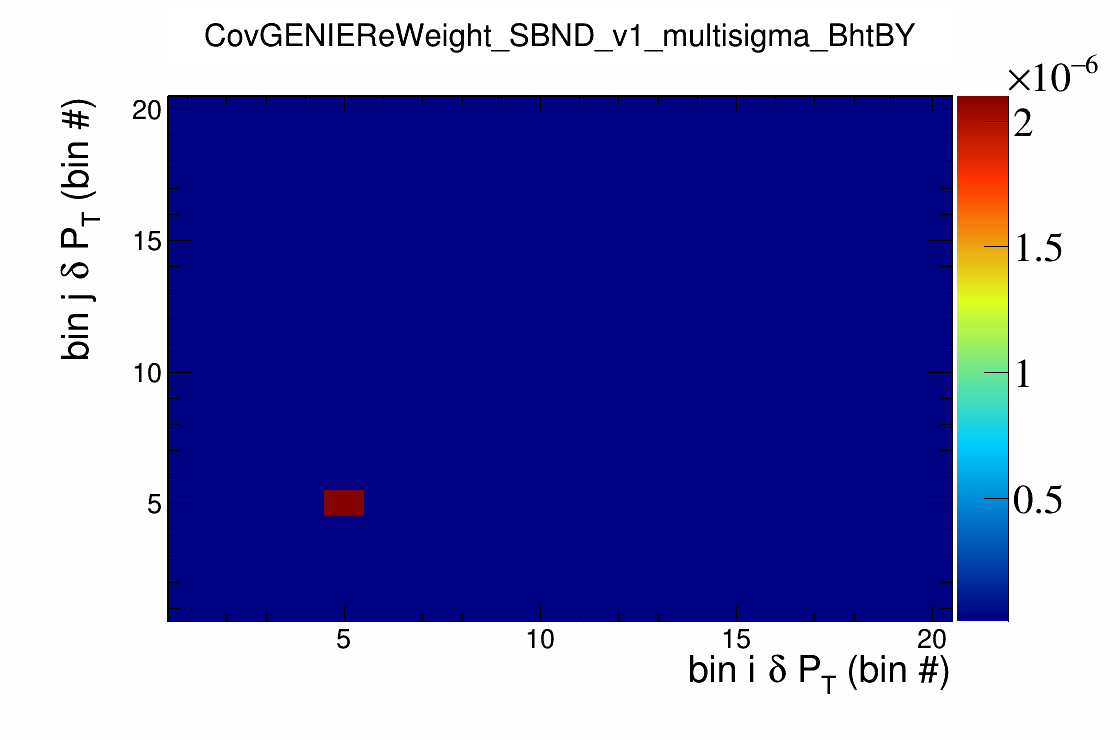 CovGENIEReWeight_SBND_v1_multisigma_BhtBY
×10⁻⁶
bin j δ P_T (bin #)
20
15
10
5
2
1.5
1
0.5
5 10 15 20
bin i δ P_T (bin #)